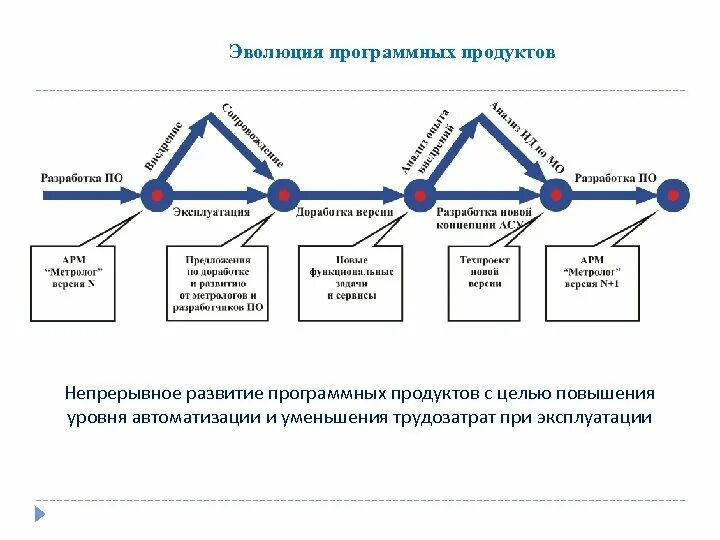 Эволюция программных продуктов
Внедрение
Сопровождение
Анализ опыта
внедрений
Анализ НД по МО
Разработка ПО
Эксплуатация
Доработка версии
Разработка новой
концепции АСУ
Разработка ПО
АРМ
“Метролог”
версия N
Предложения
по доработке
и развитию
от метрологов и
разработчиков ПО
Новые
функциональные
задачи
и сервисы
Техпроект
новой
версии
АРМ
“Метролог”
версия N+1
Непрерывное развитие программных продуктов с целью повышения
уровня автоматизации и уменьшения трудозатрат при эксплуатации